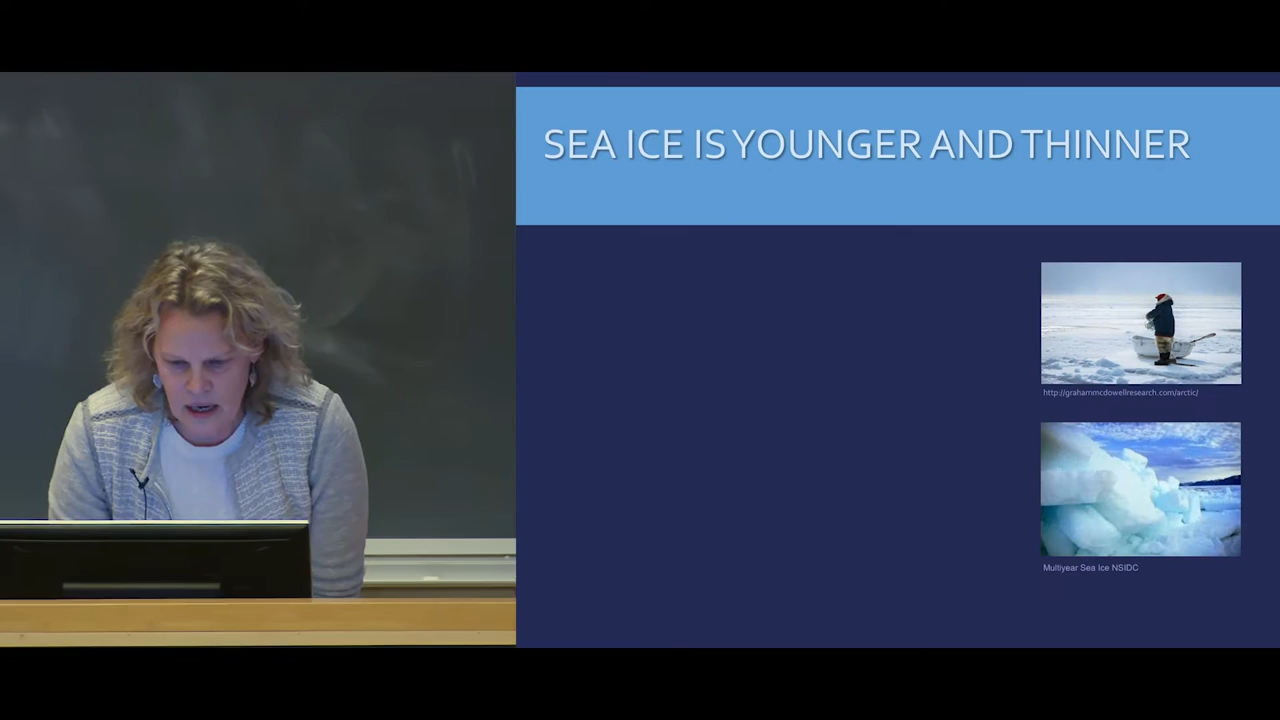 SEA ICE IS YOUNGER AND THINNER
http://grahammcdowellresearch.com/arctic/
Multiyear Sea Ice NSIDC